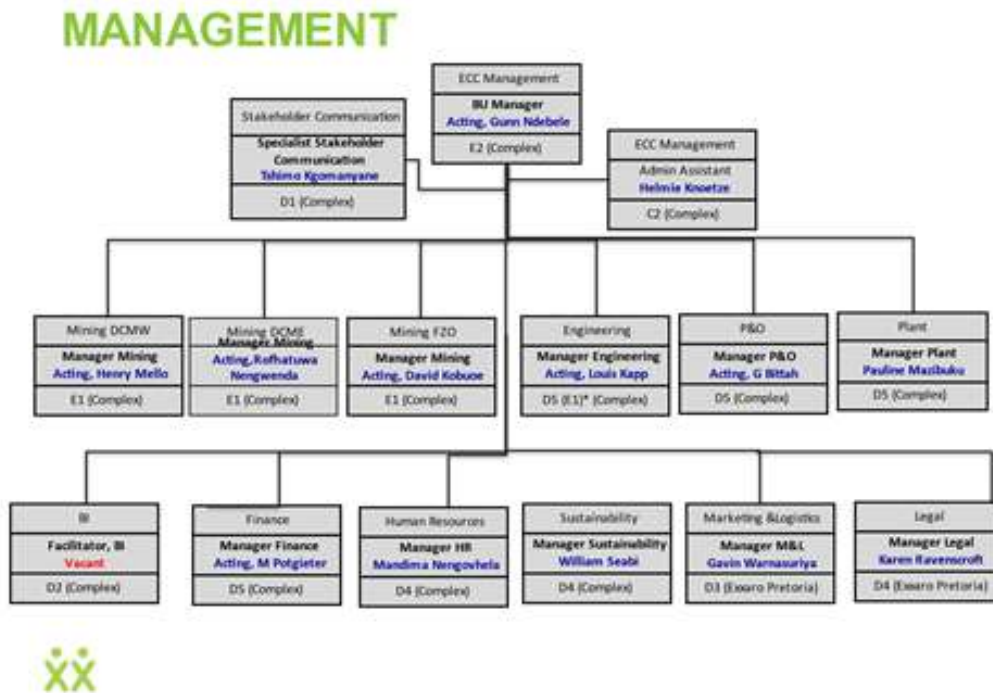 MANAGEMENT
ECC Management
BU Manager
Acting, Gunn Ndebele
E2 (Complex)
Stakeholder Communication
Specialist Stakeholder
Communication
Tshimo Kgomanyane
D1 (Complex)
ECC Management
Admin Assistant
Helmie Knoetze
C2 (Complex)
Mining DCMW
Manager Mining
Acting, Henry Mello
E1 (Complex)
Mining DCME
Manager Mining
Acting,Rofhatuwa
Nengwenda
E1 (Complex)
Mining FZO
Manager Mining
Acting, David
E1 (Complex)
Engineering
Manager Engineering
Acting, Louis Kapp
D5 (E1)* (Complex)
P&O
Manager P&O
Acting, G Bittah
D5 (Complex)
Plant
Manager Plant
Pauline Mazibuku
D5 (Complex)
BI
Facilitator, BI
Vacant
D2 (Complex)
Finance
Manager Finance
Acting, M Potgieter
D5 (Complex)
Human Resources
Manager HR
Mandima Nengovhela
D4 (Complex)
Sustainability
Manager Sustainability
William Seabi
D4 (Complex)
Marketing &Logistics
Manager M&L
Gavin Warnasuriya
D3 (Exxaro Pretoria)
Legal
Manager Legal
Karen Ravenscroft
D4 (Exxaro Pretoria)